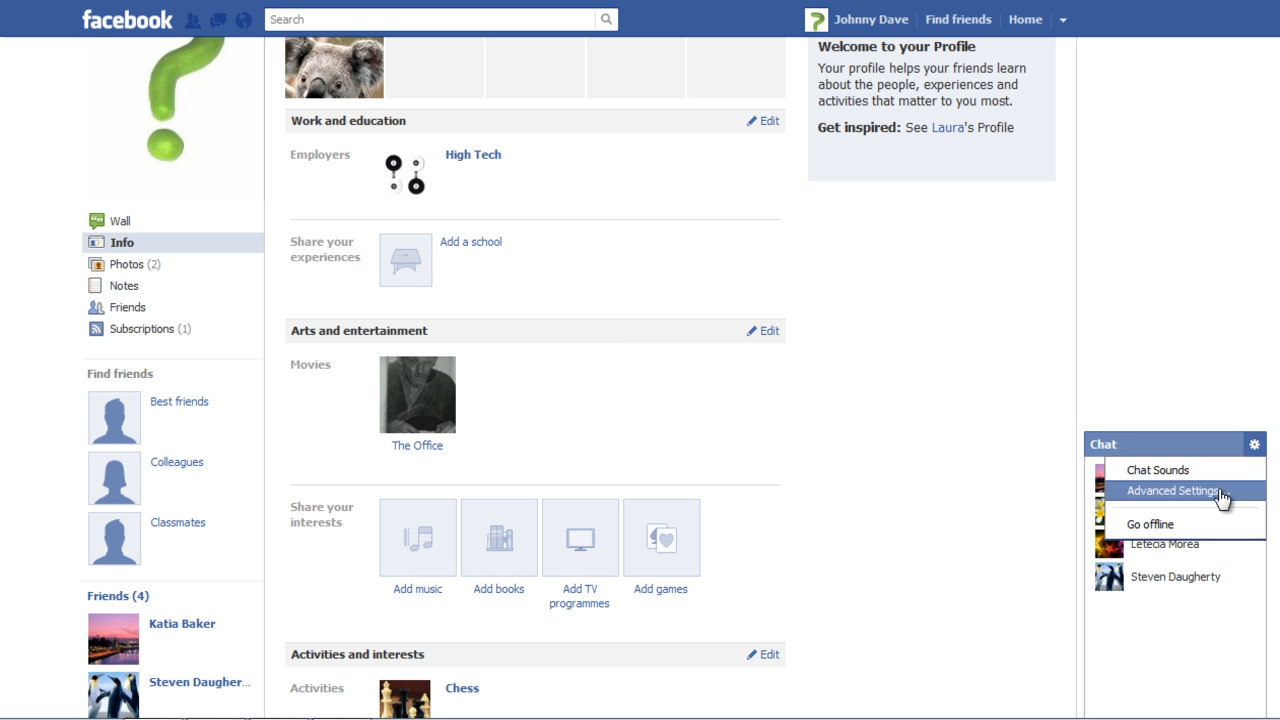 facebook
Search
Johnny Dave
Find friends
Home
Welcome to your Profile
Your profile helps your friends learn
about the people, experiences and
activities that matter to you most.
Get inspired: See Laura's Profile
Wall
Info
Photos (2)
Notes
Friends
Subscriptions (1)
Find friends
Best friends
Colleagues
Classmates
Friends (4)
Katia Baker
Steven Daugher...
Work and education
Edit
Employers
High Tech
Share your
experiences
Add a school
Arts and entertainment
Edit
Movies
The Office
Share your
interests
Add music
Add books
Add TV
programmes
Add games
Activities and interests
Edit
Activities
Chess
Chat
Chat Sounds
Advanced Settings
Go offline
Letecia Morea
Steven Daugherty